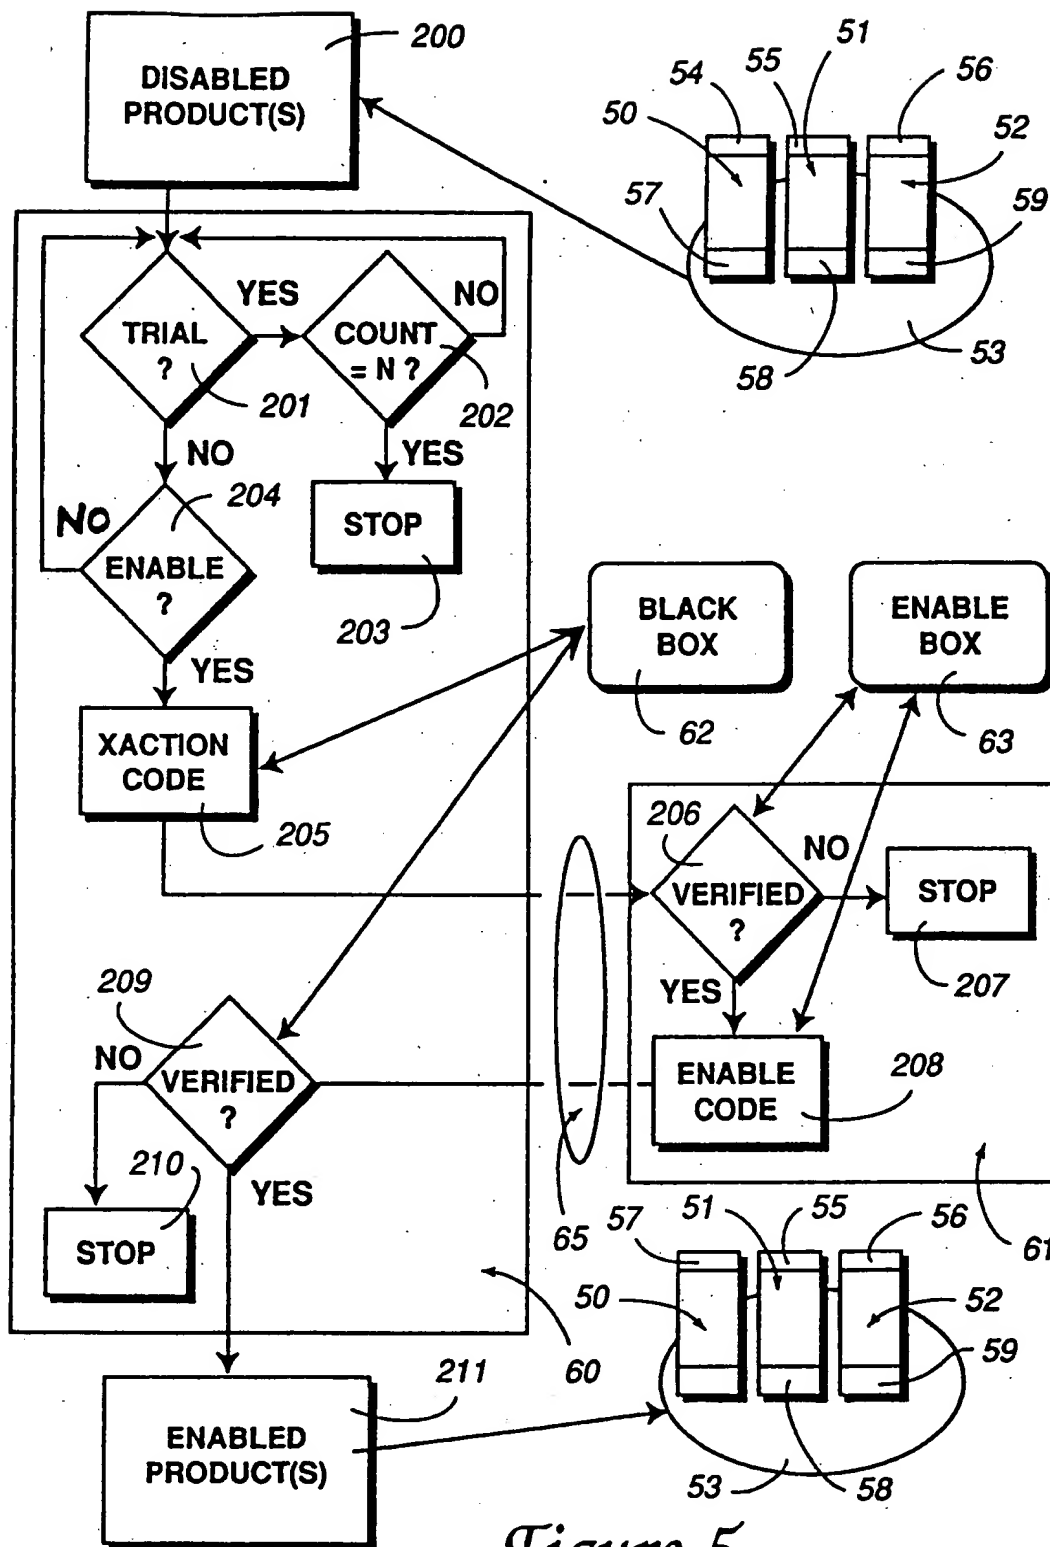 200
DISABLED
PRODUCT(S)
51
55
56
54
50
52
57
59
53
58
YES
NO
TRIAL
?
COUNT
= N ?
201
202
NO
YES
204
NO
STOP
ENABLE
?
203
BLACK
BOX
ENABLE
BOX
YES
62
63
XACTION
CODE
205
206
NO
VERIFIED
?
STOP
207
YES
209
NO
VERIFIED
?
ENABLE
CODE
208
210
YES
STOP
65
61
60
57
51
55
56
50
52
59
53
58
211
ENABLED
PRODUCT(S)
Figure 5